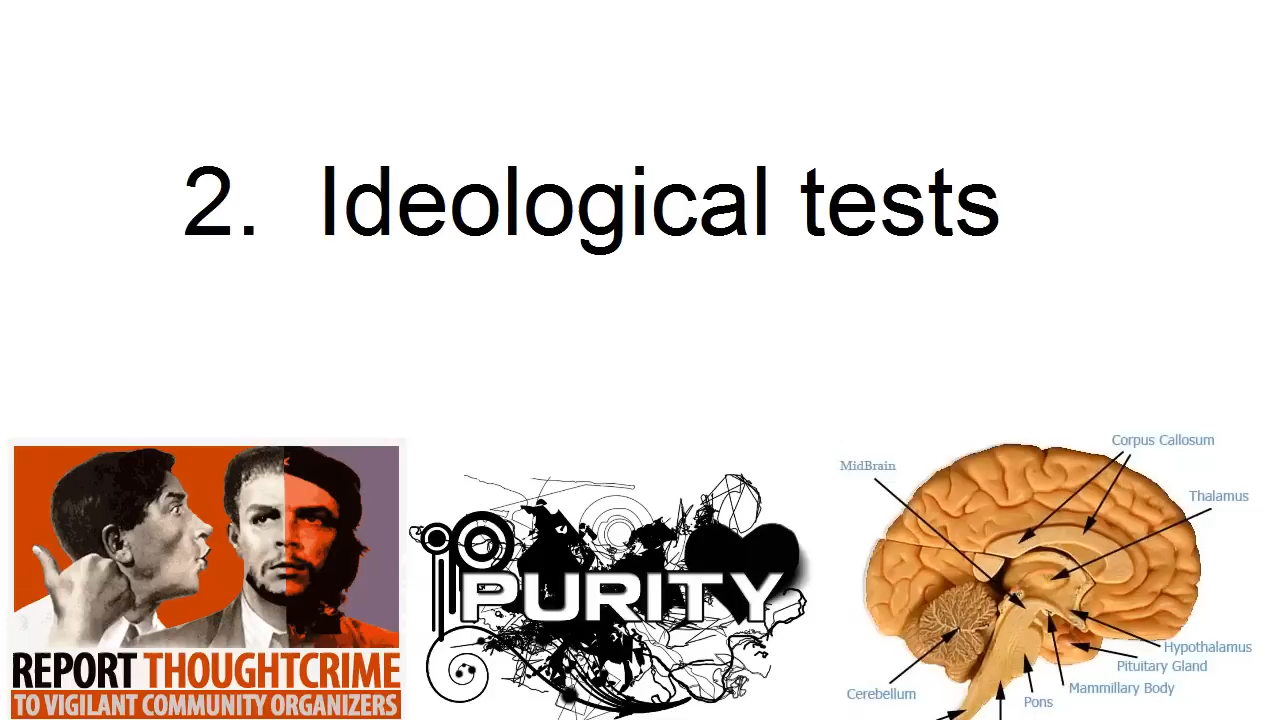 2. Ideological tests
REPORT THOUGHTCRIME
TO VIGILANT COMMUNITY ORGANIZERS
PURITY
Corpus Callosum
MidBrain
Thalamus
Hypothalamus
Pituitary Gland
Mammillary Body
Cerebellum
Pons